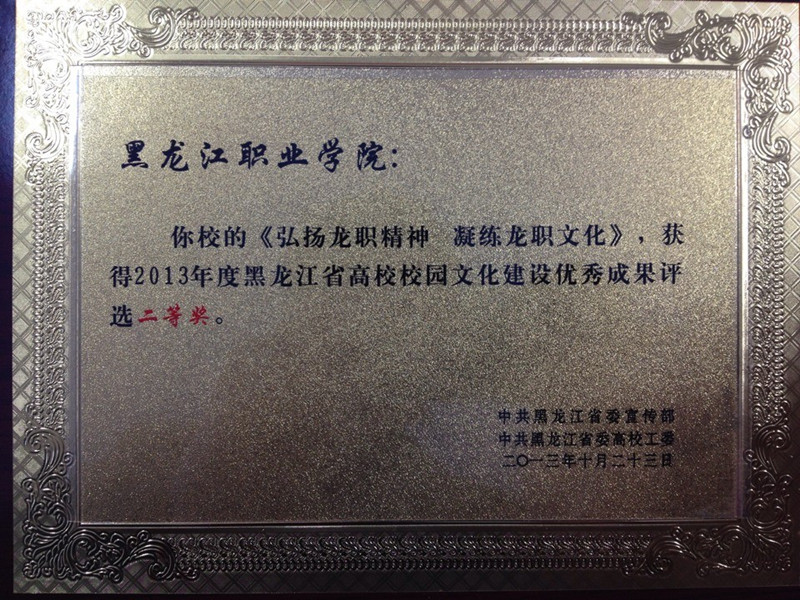 黑龙江职业学院:
你校的《弘扬龙职精神 凝练龙职文化》,获
得2013年度黑龙江省高校校园文化建设优秀成果评
选二等奖。
中共黑龙江省委宣传部
中共黑龙江省委高校工委
二〇一三年十月二十三日